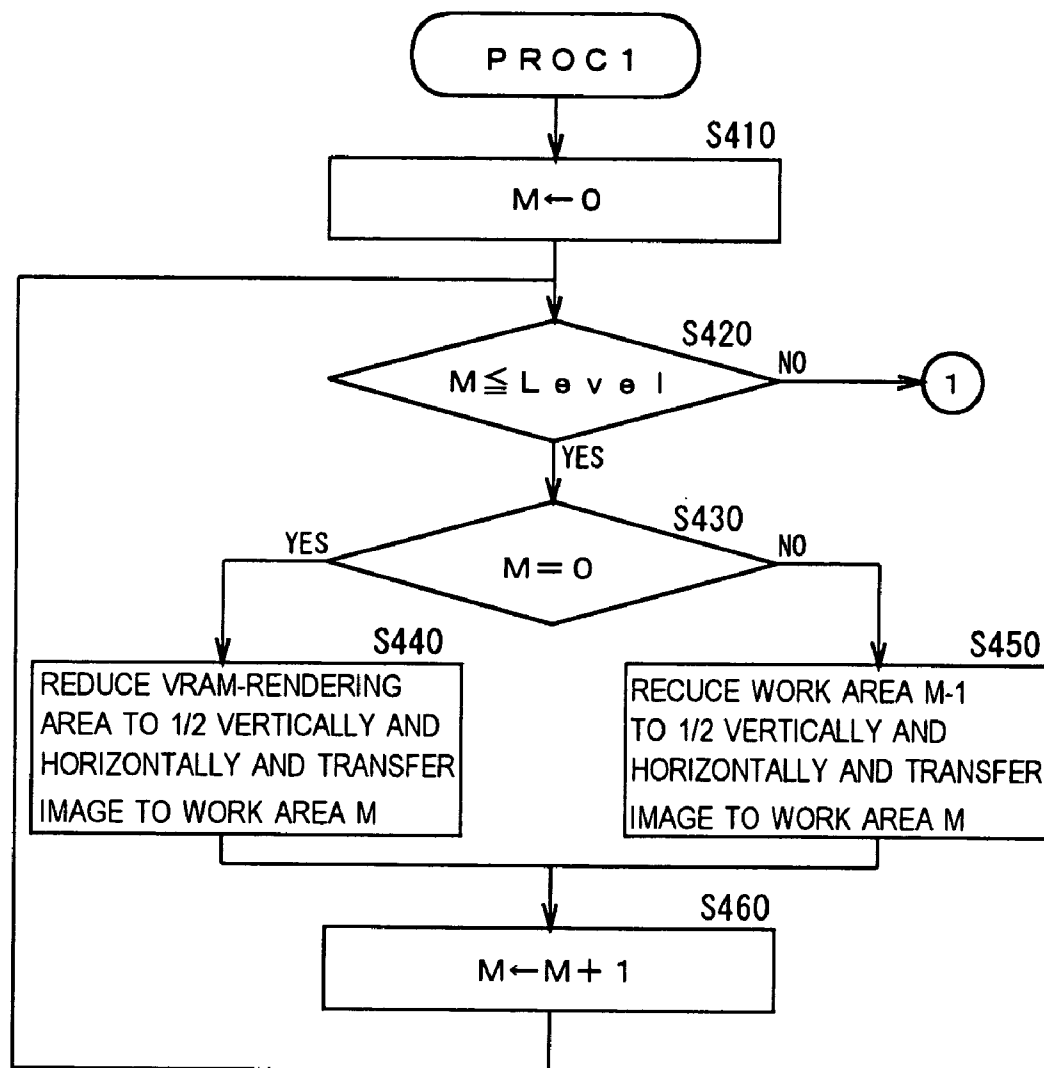 PROC1
S410
M←0
S420
M≦Level
NO
1
YES
S430
YES
M=0
NO
S440
REDUCE VRAM-RENDERING
AREA TO 1/2 VERTICALLY AND
HORIZONTALLY AND TRANSFER
IMAGE TO WORK AREA M
S450
RECUCE WORK AREA M-1
TO 1/2 VERTICALLY AND
HORIZONTALLY AND TRANSFER
IMAGE TO WORK AREA M
S460
M←M+1